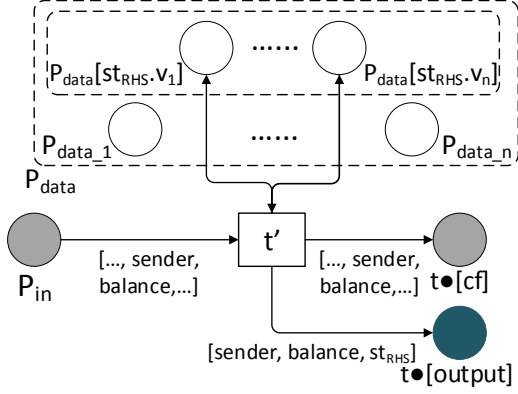 ......
P_data[st_RHS.v_1] P_data[st_RHS.v_n]
P_data_1 ...... P_data_n
P_data
t'
[..., sender,
balance,...]
[..., sender,
balance,...]
P_in
t●[cf]
[sender, balance, st_RHS]
t●[output]